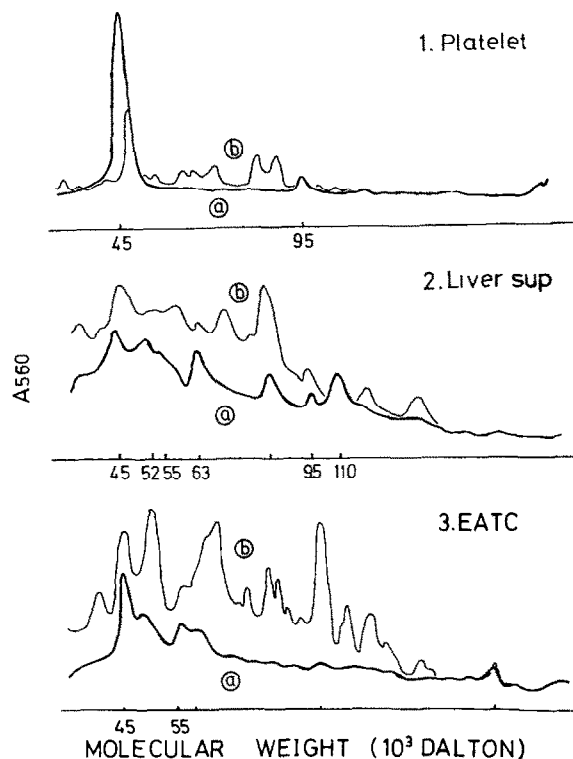 1. Platelet
b
a
45 95
2. Liver sup
b
a
A560
45 52 55 63 95 110
3. EATC
b
a
45 55
MOLECULAR WEIGHT (10³ DALTON)